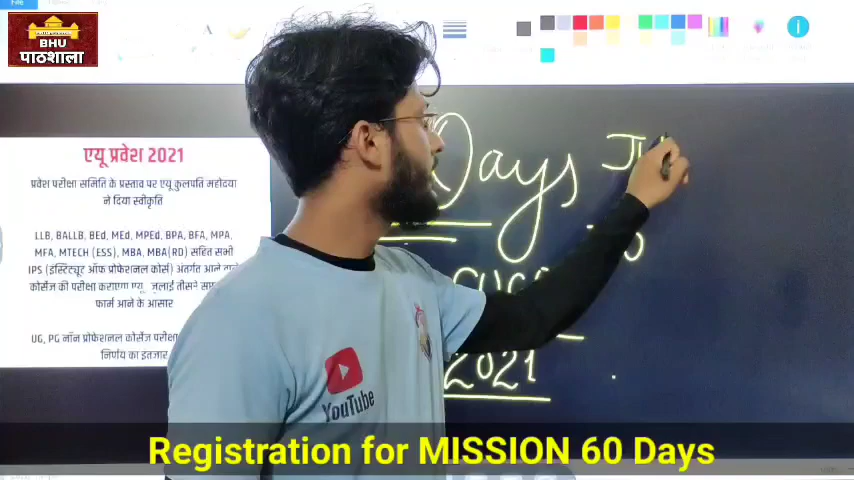 File
BHU
पाठशाला
एयू प्रवेश 2021
प्रवेश परीक्षा समिति के प्रस्ताव पर एयू कुलपति महोदया
ने दिया स्वीकृति
LLB, BALLB, BEd, MEd, MPEd, BPA, BFA, MPA,
MFA, MTECH (ESS), MBA, MBA(RD) सहित सभी
IPS (इंस्टिट्यूट ऑफ प्रोफेशनल कोर्स) अंतर्गत आने वाले
कोर्सेज की परीक्षा कराएगा एयू, जुलाई तीसरे
फार्म आने के आसार
UG, PG नॉन प्रोफेशनल कोर्सेज परीक्षा
निर्णय का इंतजार
Days
2021
YouTube
Registration for MISSION 60 Days